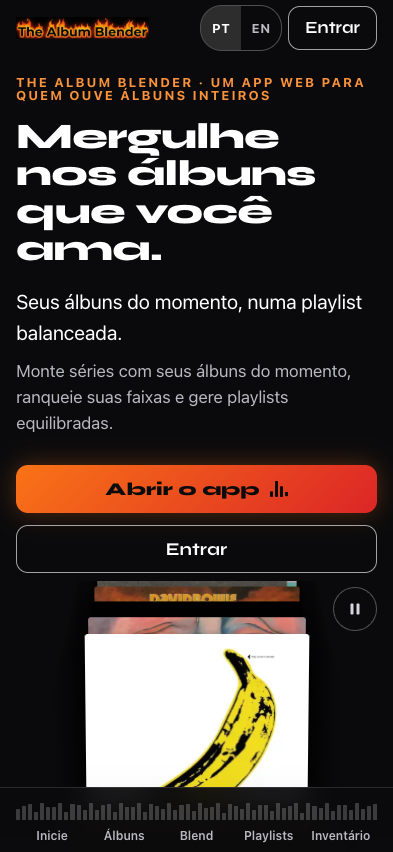 The Album Blender
PT
EN
Entrar
THE ALBUM BLENDER · UM APP WEB PARA
QUEM OUVE ÁLBUNS INTEIROS
Mergulhe
nos álbuns
que você
ama.
Seus álbuns do momento, numa playlist
balanceada.
Monte séries com seus álbuns do momento,
ranqueie suas faixas e gere playlists
equilibradas.
Abrir o app
Entrar
DAVIDBOWIE
Inicie
Álbuns
Blend
Playlists
Inventário